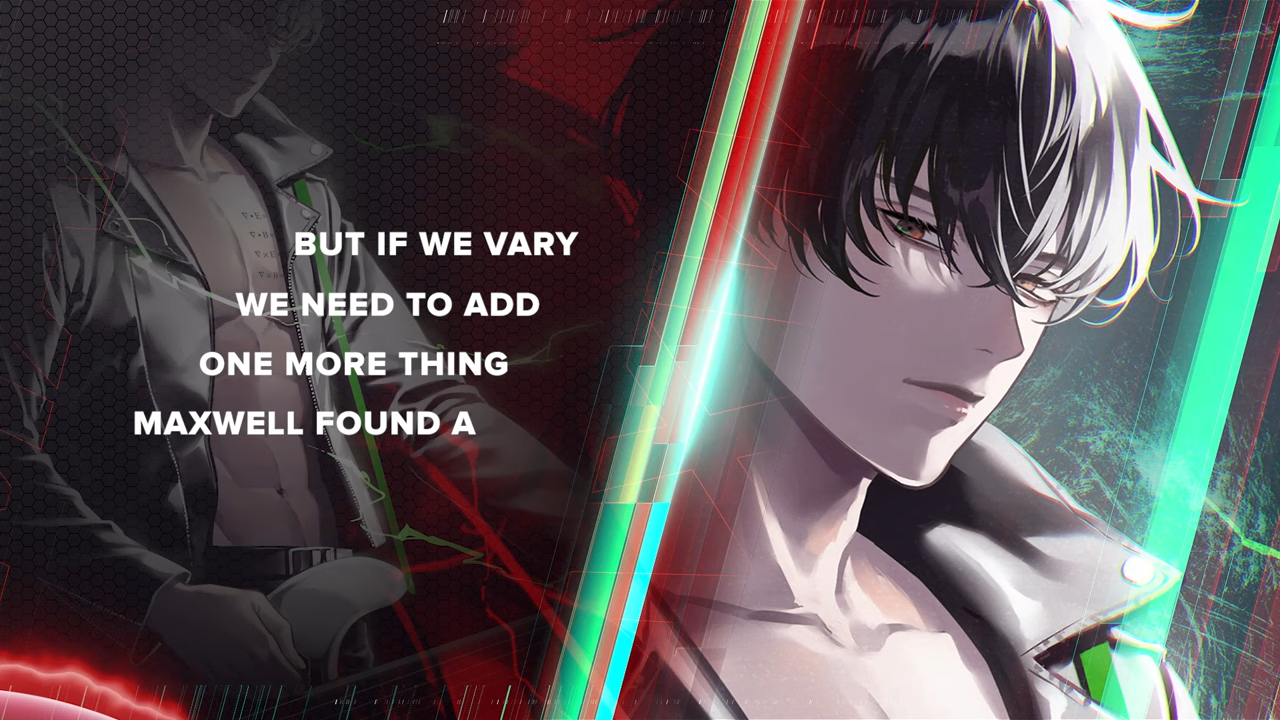 BUT IF WE VARY
WE NEED TO ADD
ONE MORE THING
MAXWELL FOUND A